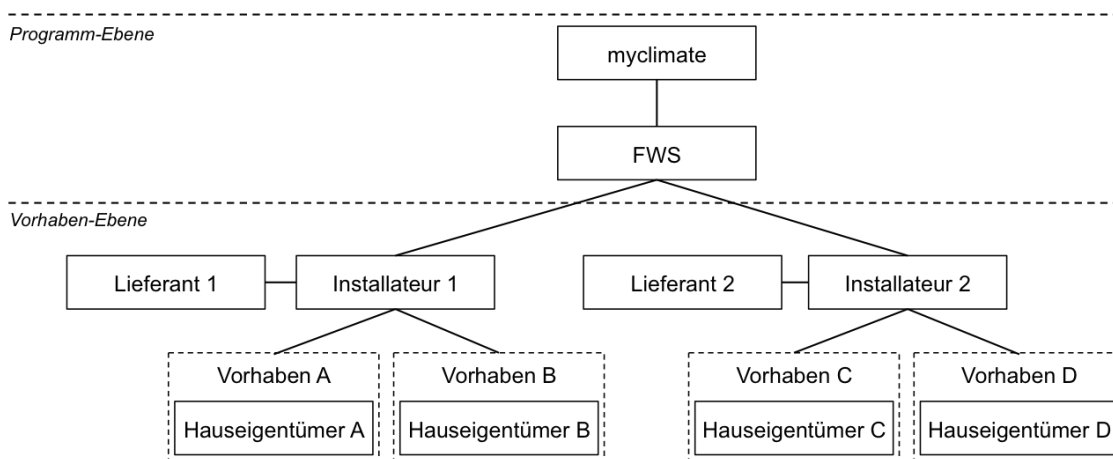 Programm-Ebene
myclimate
FWS
Vorhaben-Ebene
Lieferant 1 Installateur 1 Lieferant 2 Installateur 2
Vorhaben A Vorhaben B Vorhaben C Vorhaben D
Hauseigentümer A Hauseigentümer B Hauseigentümer C Hauseigentümer D